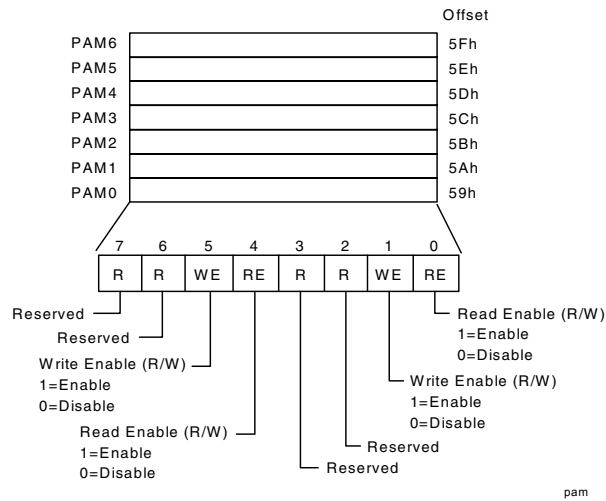 Offset
PAM6 5Fh
PAM5 5Eh
PAM4 5Dh
PAM3 5Ch
PAM2 5Bh
PAM1 5Ah
PAM0 59h
7 6 5 4 3 2 1 0
R R WE RE R R WE RE
Reserved
Reserved
Write Enable (R/W)
1=Enable
0=Disable
Read Enable (R/W)
1=Enable
0=Disable
Read Enable (R/W)
1=Enable
0=Disable
Write Enable (R/W)
1=Enable
0=Disable
Reserved
Reserved
pam